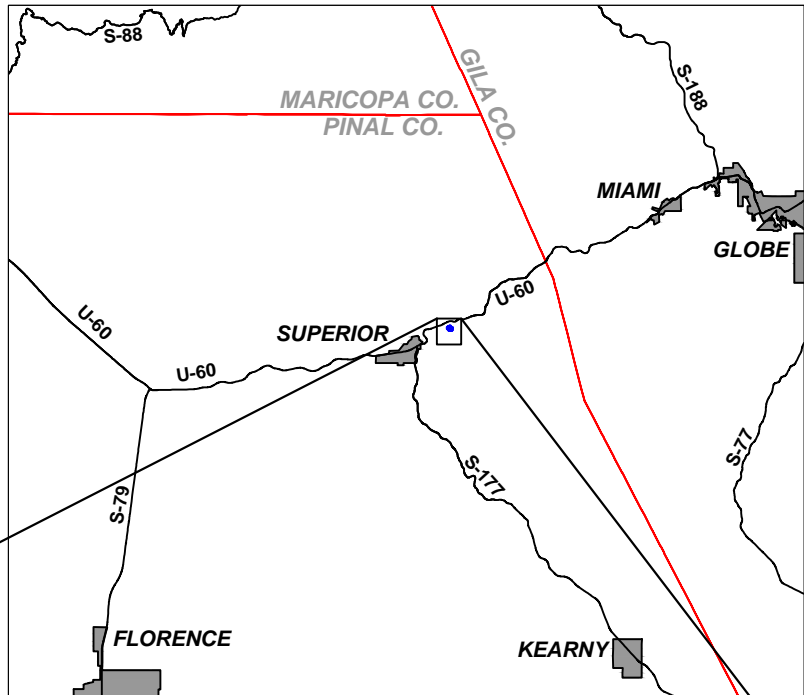 S-88
GILA CO.
S-188
MARICOPA CO.
PINAL CO.
MIAMI
GLOBE
U-60
U-60
SUPERIOR
U-60
S-77
S-177
S-79
FLORENCE
KEARNY